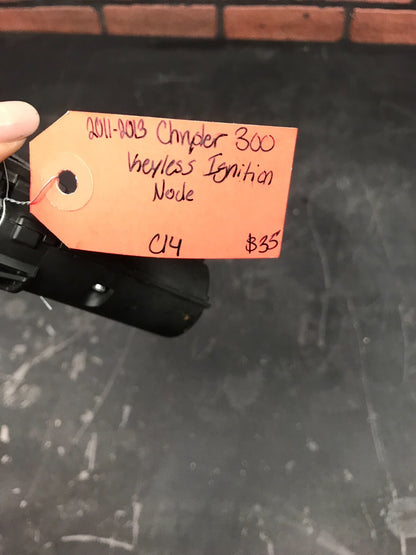 2011-2013 Chrysler 300
Keyless Ignition
Node
C14 $35